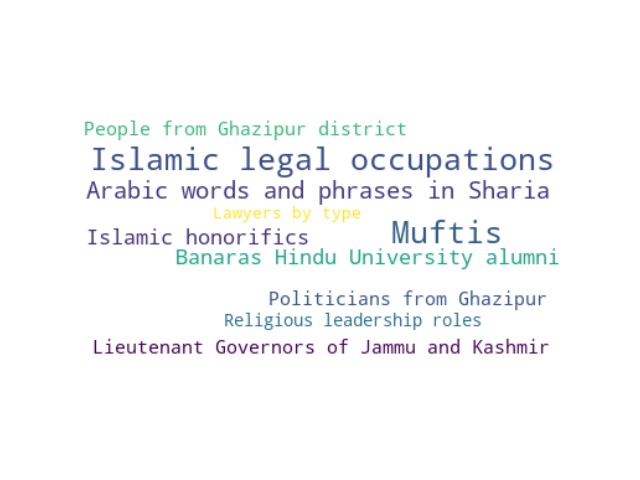 People from Ghazipur district
Islamic legal occupations
Arabic words and phrases in Sharia
Lawyers by type
Islamic honorifics
Muftis
Banaras Hindu University alumni
Politicians from Ghazipur
Religious leadership roles
Lieutenant Governors of Jammu and Kashmir